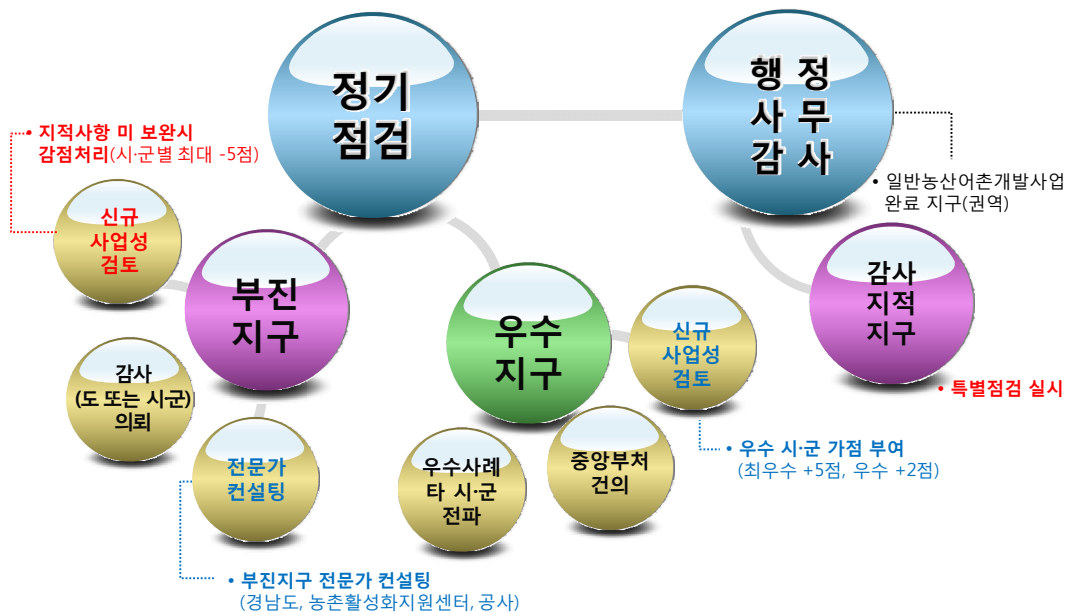 정기
점검
행 정
사 무
감 사
• 지적사항 미 보완시
감점처리(시·군별 최대 -5점)
• 일반농산어촌개발사업
완료 지구(권역)
신규
사업성
검토
부진
지구
우수
지구
신규
사업성
검토
감사
지적
지구
감사
(도 또는 시군)
의뢰
• 특별점검 실시
전문가
컨설팅
우수사례
타 시·군
전파
중앙부처
건의
• 우수 시·군 가점 부여
(최우수 +5점, 우수 +2점)
• 부진지구 전문가 컨설팅
(경남도, 농촌활성화지원센터, 공사)